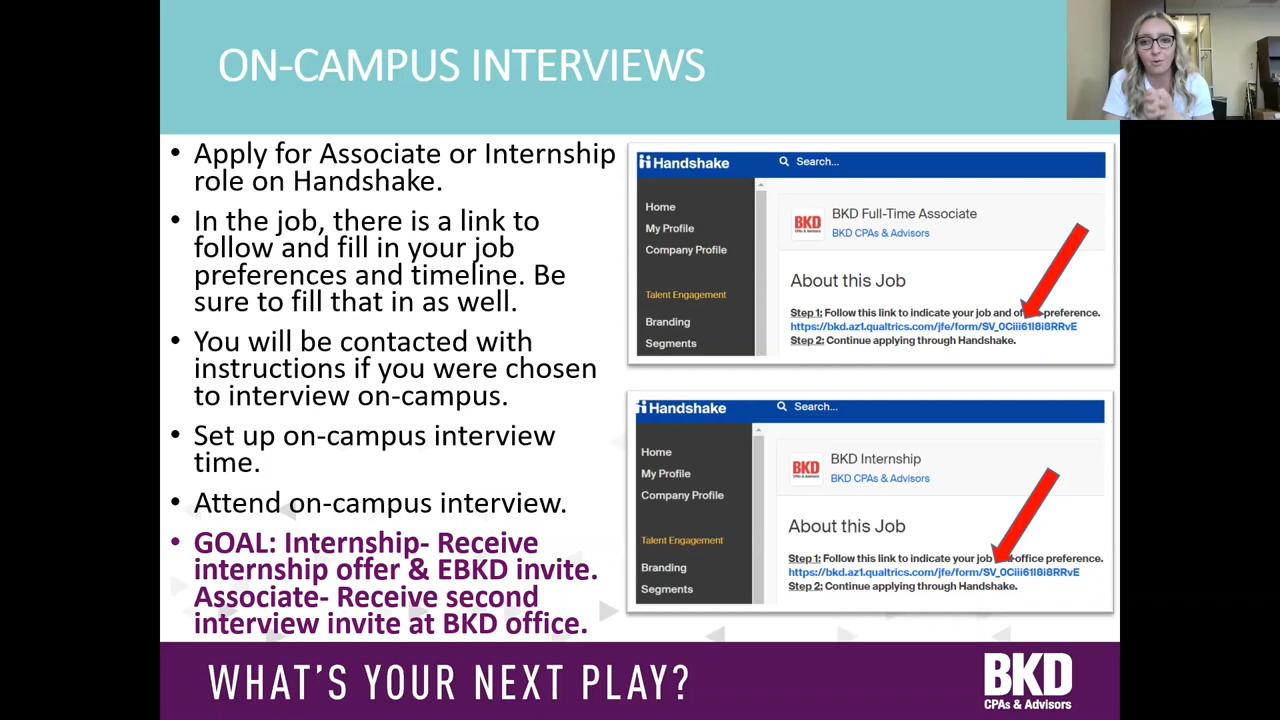 ON-CAMPUS INTERVIEWS
• Apply for Associate or Internship
role on Handshake.
• In the job, there is a link to
follow and fill in your job
preferences and timeline. Be
sure to fill that in as well.
• You will be contacted with
instructions if you were chosen
to interview on-campus.
• Set up on-campus interview
time.
• Attend on-campus interview.
• GOAL: Internship- Receive
internship offer & EBKD invite.
Associate- Receive second
interview invite at BKD office.
Handshake
Search...
Home
My Profile
Company Profile
Talent Engagement
Branding
Segments
BKD
CPAs & Advisors
BKD Full-Time Associate
BKD CPAs & Advisors
About this Job
Step 1: Follow this link to indicate your job and preference.
https://bkd.az1.qualtrics.com/jfe/form/SV_0Ciii61I8i8RRvE
Step 2: Continue applying through Handshake.
Handshake
Search...
Home
My Profile
Company Profile
Talent Engagement
Branding
Segments
BKD
CPAs & Advisors
BKD Internship
BKD CPAs & Advisors
About this Job
Step 1: Follow this link to indicate your job office preference.
https://bkd.az1.qualtrics.com/jfe/form/SV_0Ciii61I8i8RRvE
Step 2: Continue applying through Handshake.
WHAT'S YOUR NEXT PLAY?
BKD
CPAs & Advisors